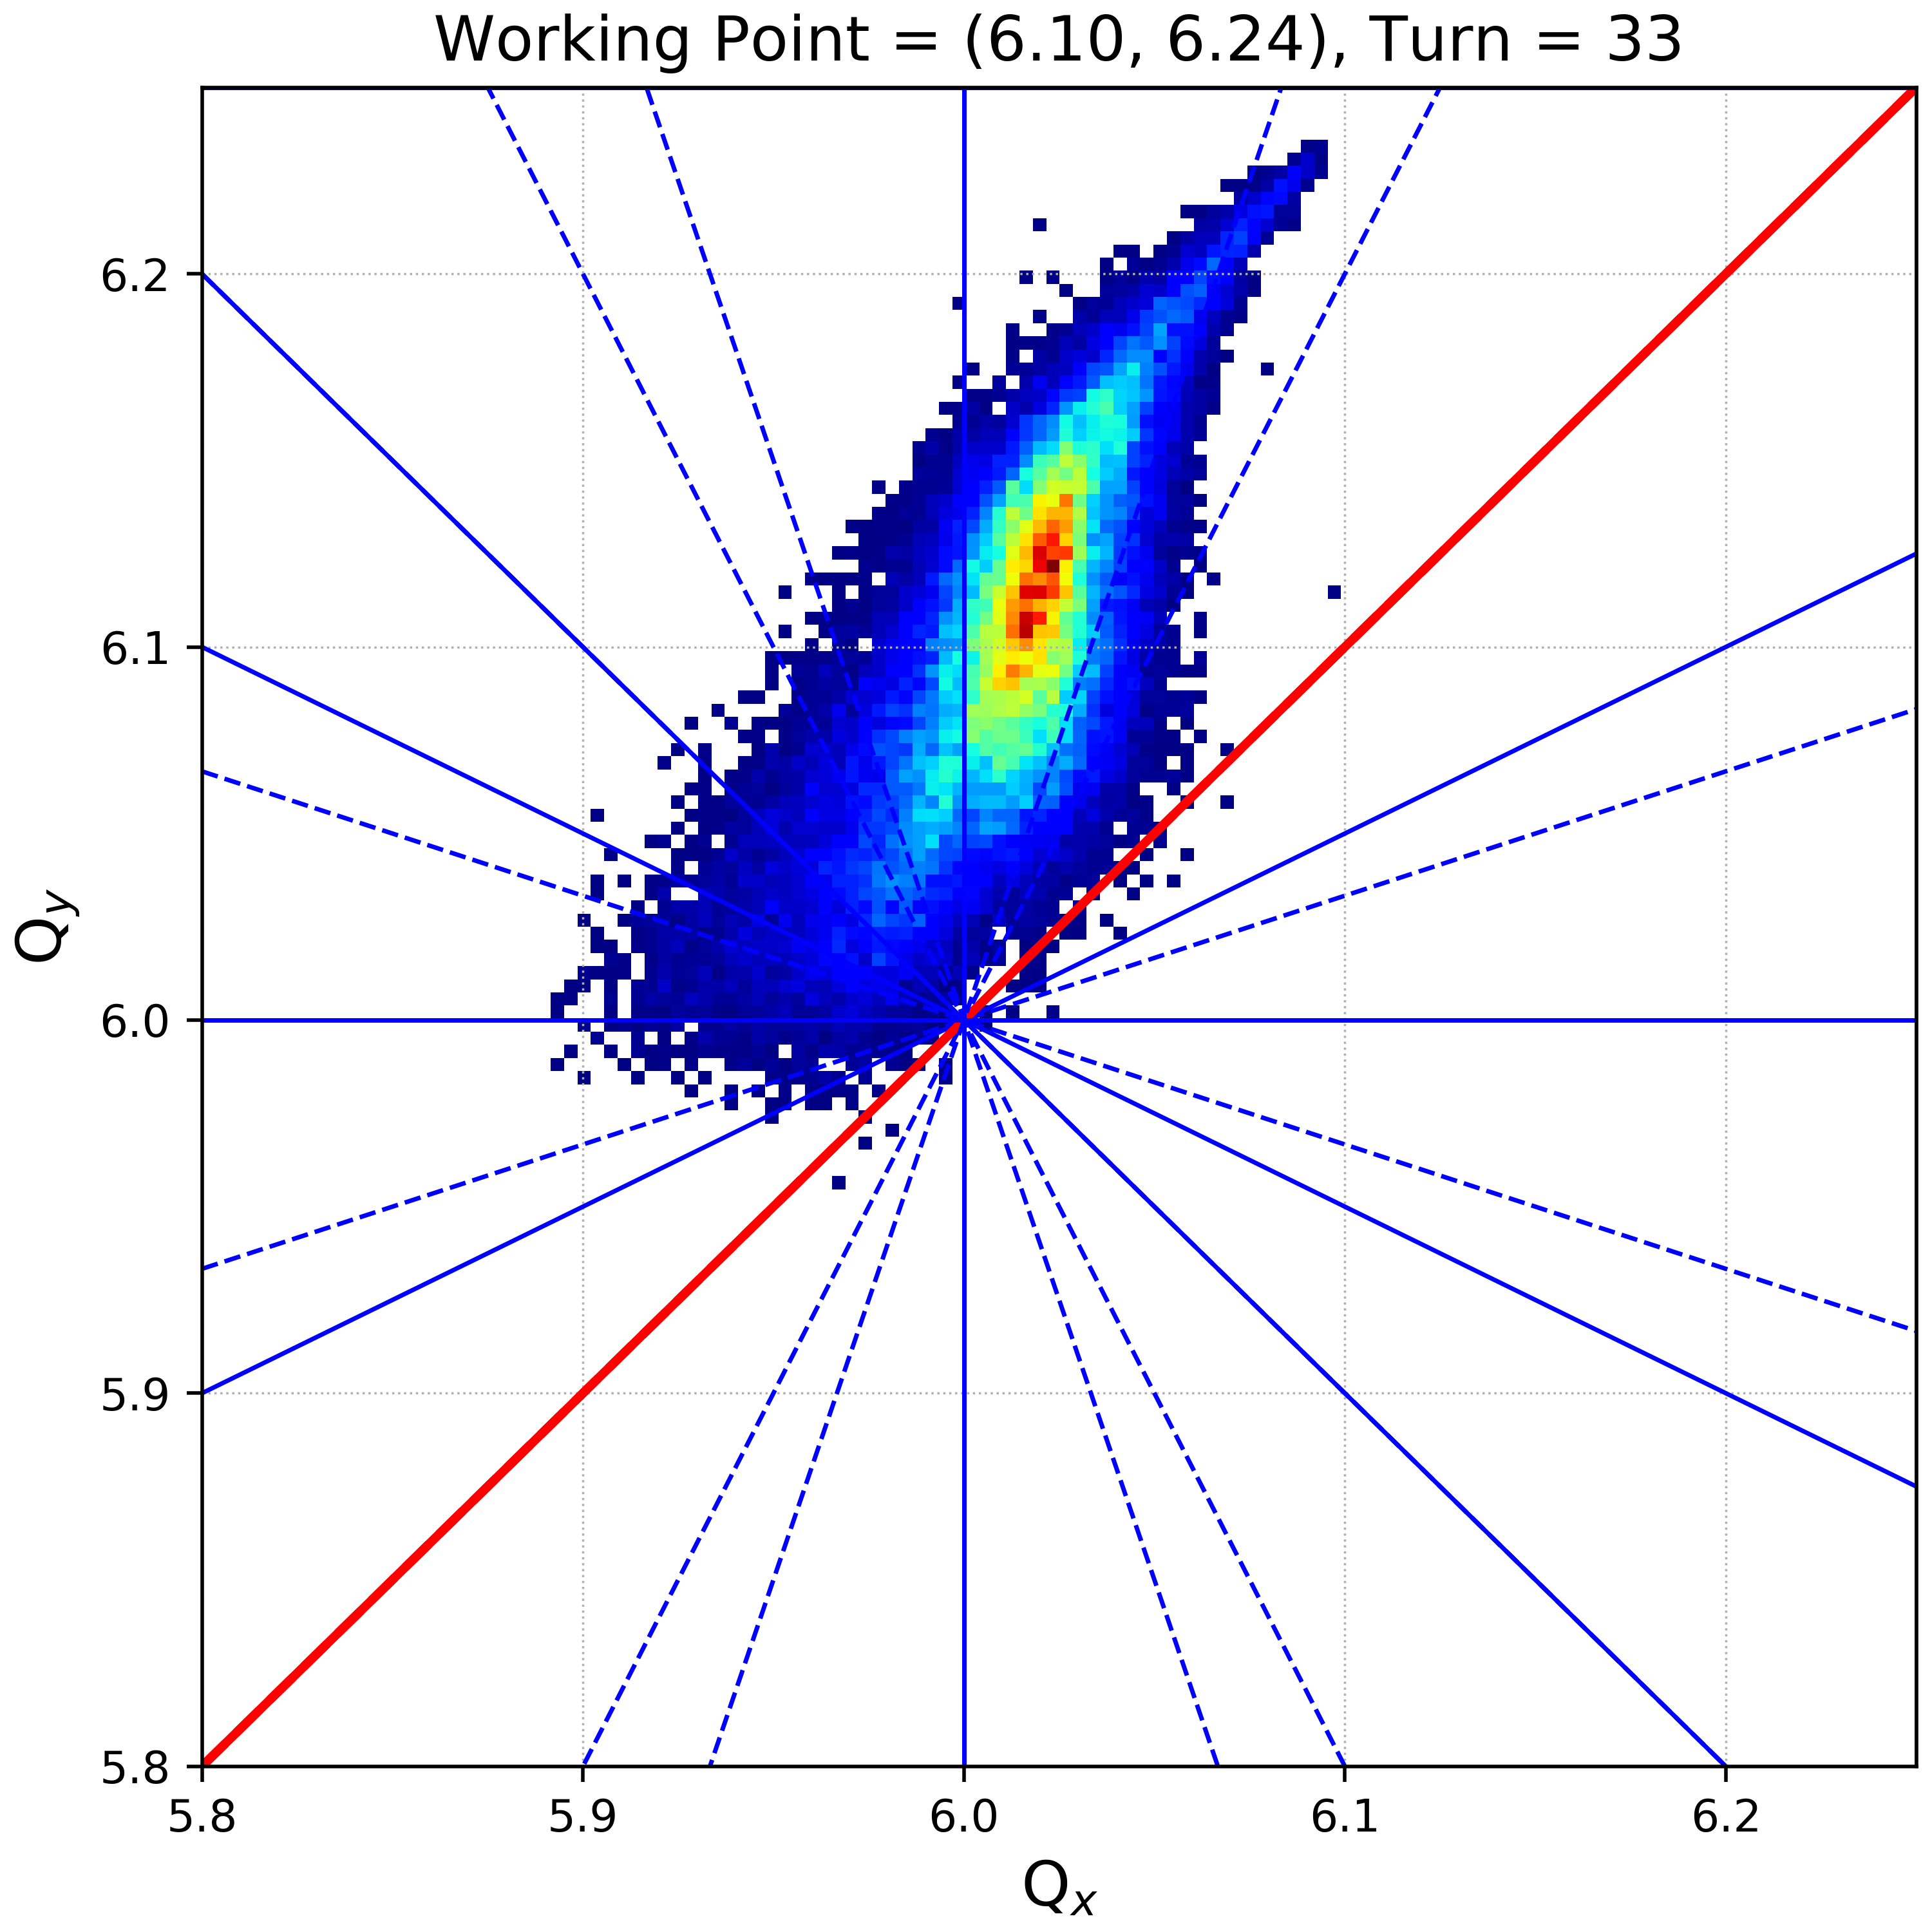 Working Point = (6.10, 6.24), Turn = 33
6.2
6.1
6.0
5.9
5.8
Qy
5.8 5.9 6.0 6.1 6.2
Qx